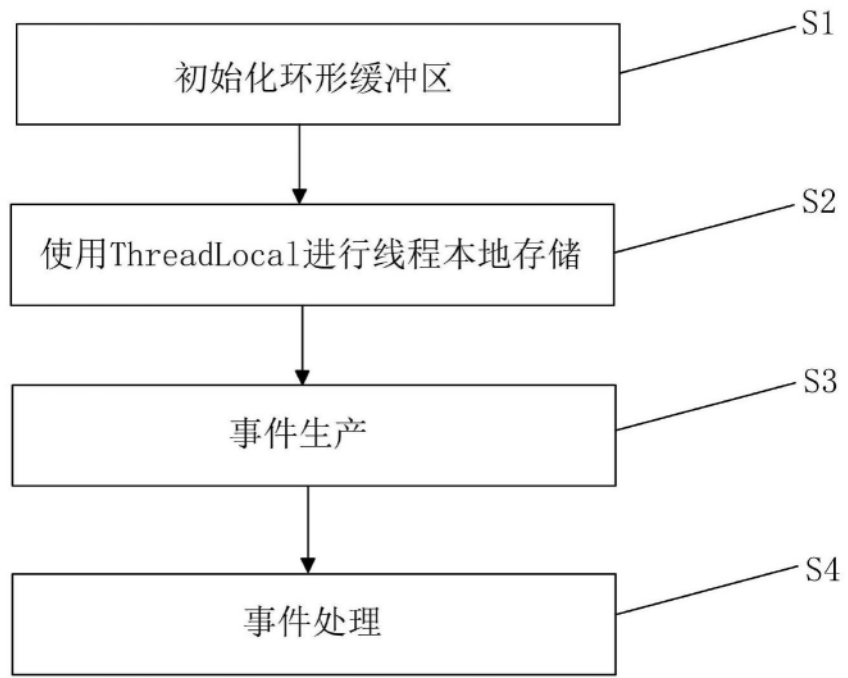 S1
初始化环形缓冲区
S2
使用ThreadLocal进行线程本地存储
S3
事件生产
S4
事件处理